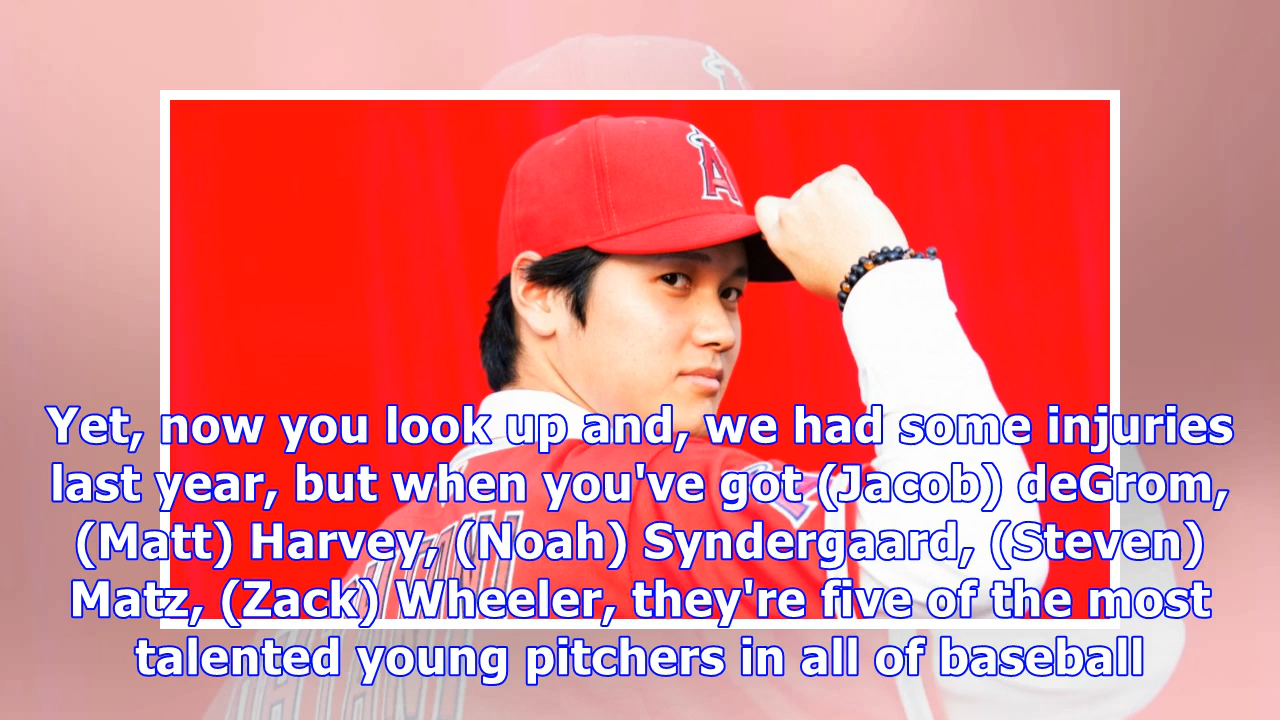 A
Yet, now you look up and, we had some injuries
last year, but when you've got (Jacob) deGrom,
(Matt) Harvey, (Noah) Syndergaard, (Steven)
Matz, (Zack) Wheeler, they're five of the most
talented young pitchers in all of baseball